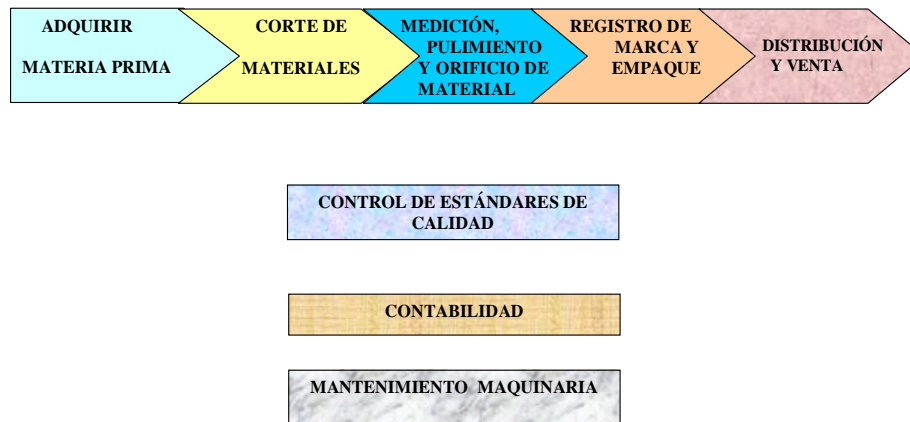 ADQUIRIR
MATERIA PRIMA
CORTE DE
MATERIALES
MEDICIÓN,
PULIMIENTO
Y ORIFICIO DE
MATERIAL
REGISTRO DE
MARCA Y
EMPAQUE
DISTRIBUCIÓN
Y VENTA
CONTROL DE ESTÁNDARES DE
CALIDAD
CONTABILIDAD
MANTENIMIENTO MAQUINARIA